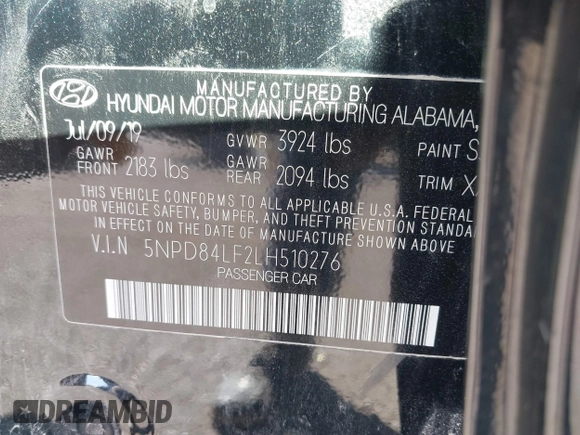 MANUFACTURED BY
HYUNDAI MOTOR MANUFACTURING ALABAMA,
Jul/09/19 GVWR 3924 lbs PAINT S
GAWR FRONT 2183 lbs GAWR REAR 2094 lbs TRIM X
THIS VEHICLE CONFORMS TO ALL APPLICABLE U.S.A. FEDERAL
MOTOR VEHICLE SAFETY, BUMPER, AND THEFT PREVENTION STANDA
IN EFFECT ON THE DATE OF MANUFACTURE SHOWN ABOVE.
V.I.N 5NPD84LF2LH510276
PASSENGER CAR
DREAMBID